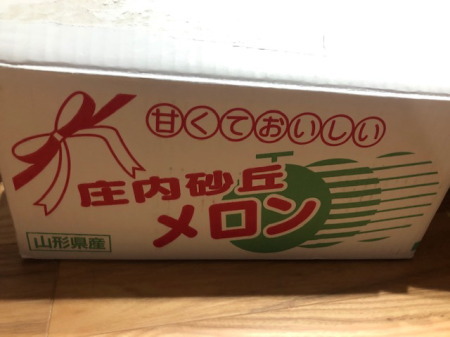 甘くておいしい
庄内砂丘
メロン
山形県産